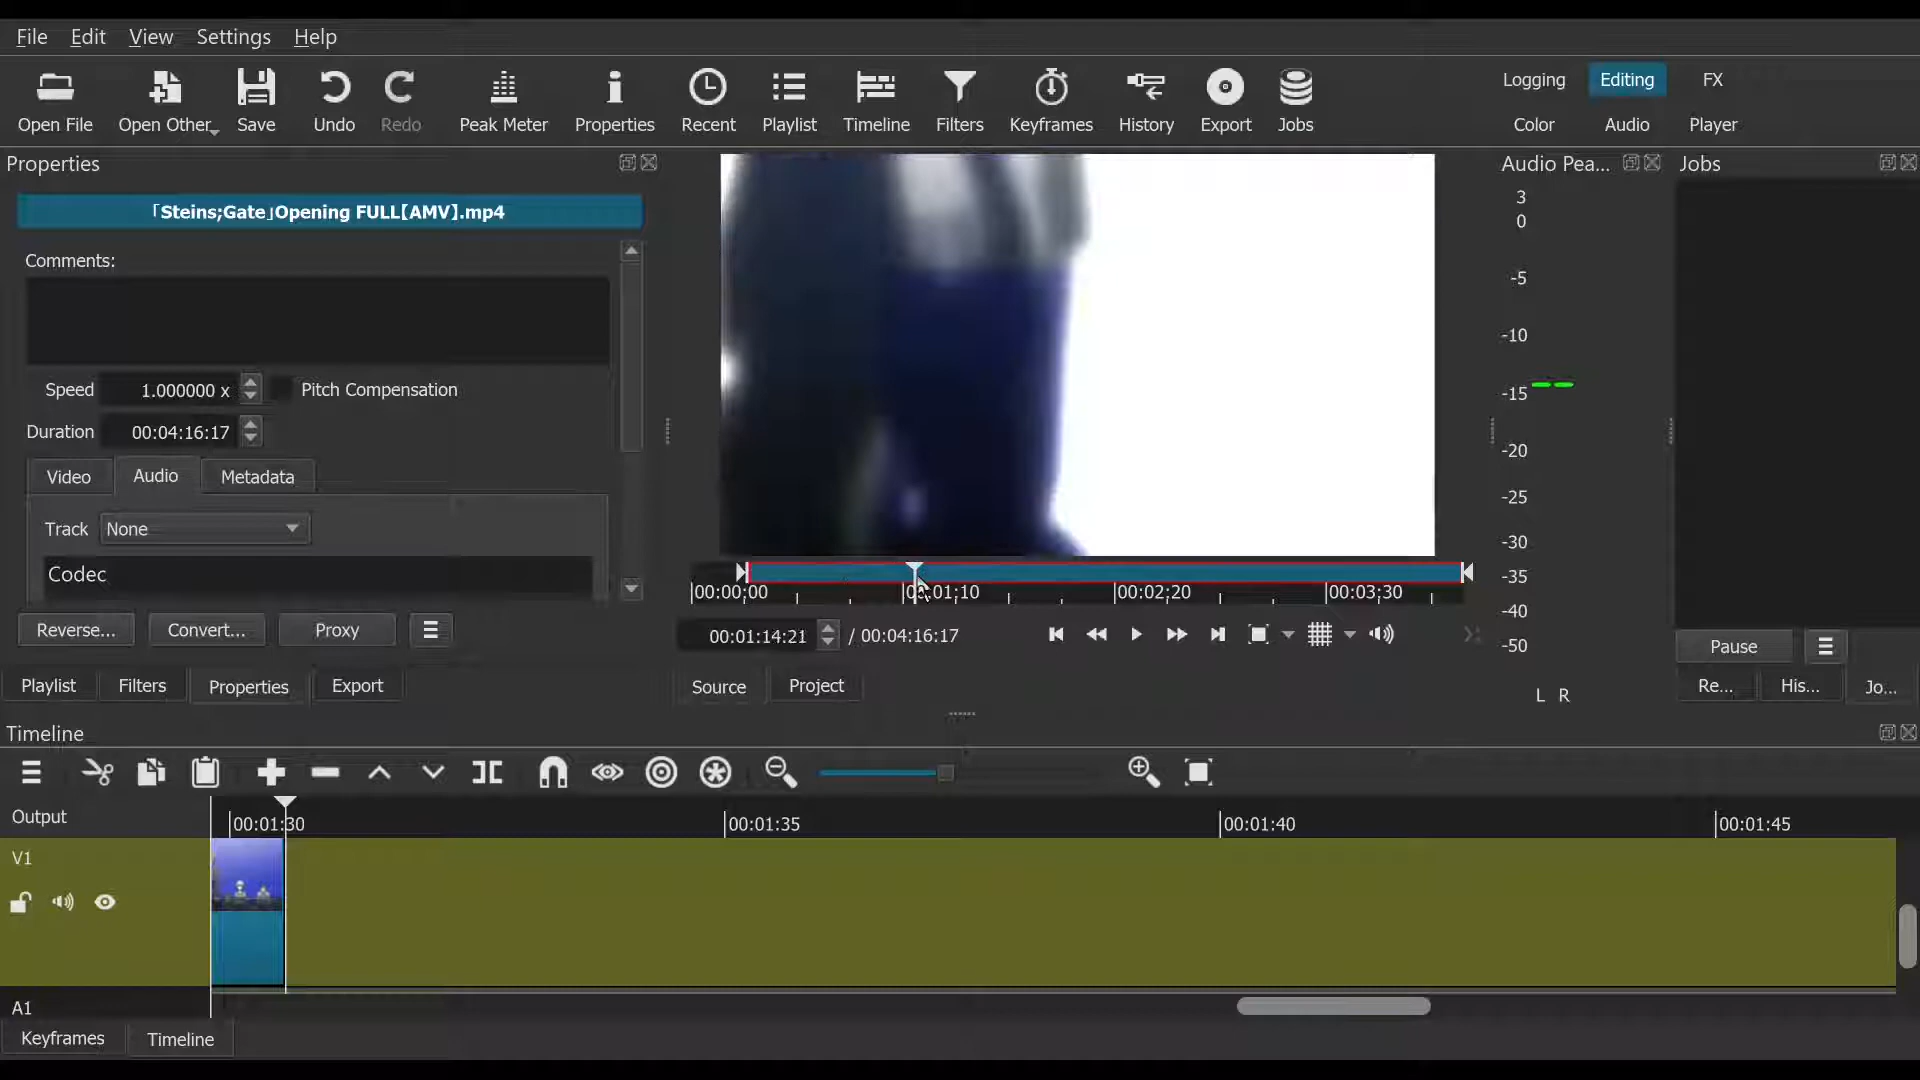 File Edit View Settings Help
Open File Open Other... Save Undo Redo Peak Meter Properties Recent Playlist Timeline Filters Keyframes History Export Jobs
Logging Editing FX
Color Audio Player
Properties
「Steins;Gate」Opening FULL【AMV】.mp4
Comments:
Speed 1.000000 x Pitch Compensation
Duration 00:04:16:17
Video Audio Metadata
Track None
Codec
Reverse... Convert... Proxy
Playlist Filters Properties Export
00:00:00 00:01:10 00:02:20 00:03:30
00:01:14:21 / 00:04:16:17
Source Project
Audio Pea...
3
0
-5
-10
-15
-20
-25
-30
-35
-40
-50
L R
Jobs
Pause
Re... His... Jo...
Timeline
Output
00:01:30 00:01:35 00:01:40 00:01:45
V1
A1
Keyframes Timeline